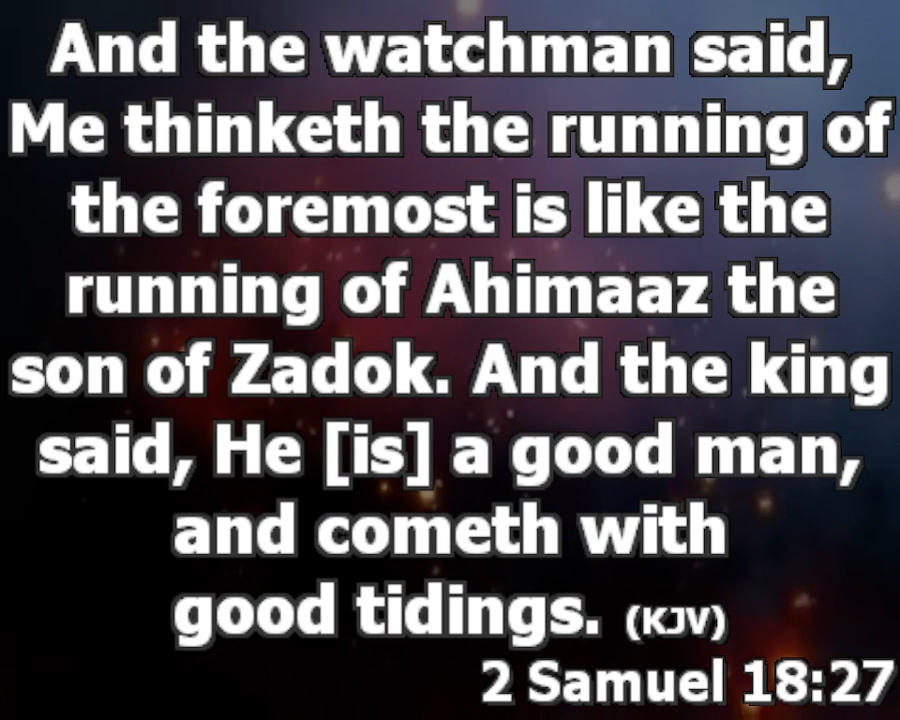 And the watchman said,
Me thinketh the running of
the foremost is like the
running of Ahimaaz the
son of Zadok. And the king
said, He [is] a good man,
and cometh with
good tidings. (KJV)
2 Samuel 18:27